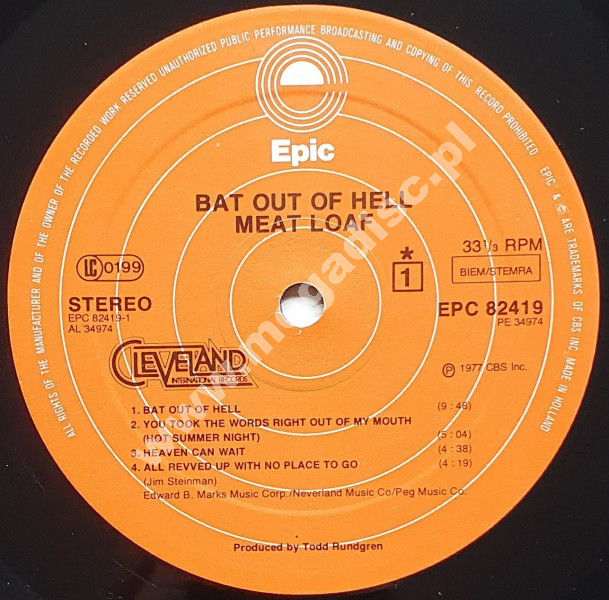 ALL RIGHTS OF THE MANUFACTURER AND OF THE OWNER OF THE RECORDED WORK RESERVED UNAUTHORIZED PUBLIC PERFORMANCE BROADCASTING AND COPYING OF THIS RECORD PROHIBITED EPIC ® & ARE TRADEMARKS OF CBS INC. MADE IN HOLLAND
Epic
BAT OUT OF HELL
MEAT LOAF
LC 0199
*
1
33 1/3 RPM
BIEM/STEMRA
STEREO
EPC 82419-1
AL 34974
EPC 82419
PE 34974
CLEVELAND
INTERNATIONAL RECORDS
℗ 1977 CBS Inc.
1. BAT OUT OF HELL (9:49)
2. YOU TOOK THE WORDS RIGHT OUT OF MY MOUTH
(HOT SUMMER NIGHT) (5:04)
3. HEAVEN CAN WAIT (4:38)
4. ALL REVVED UP WITH NO PLACE TO GO (4:19)
(Jim Steinman)
Edward B. Marks Music Corp./Neverland Music Co/Peg Music Co.
Produced by Todd Rundgren
www.megadisc.pl